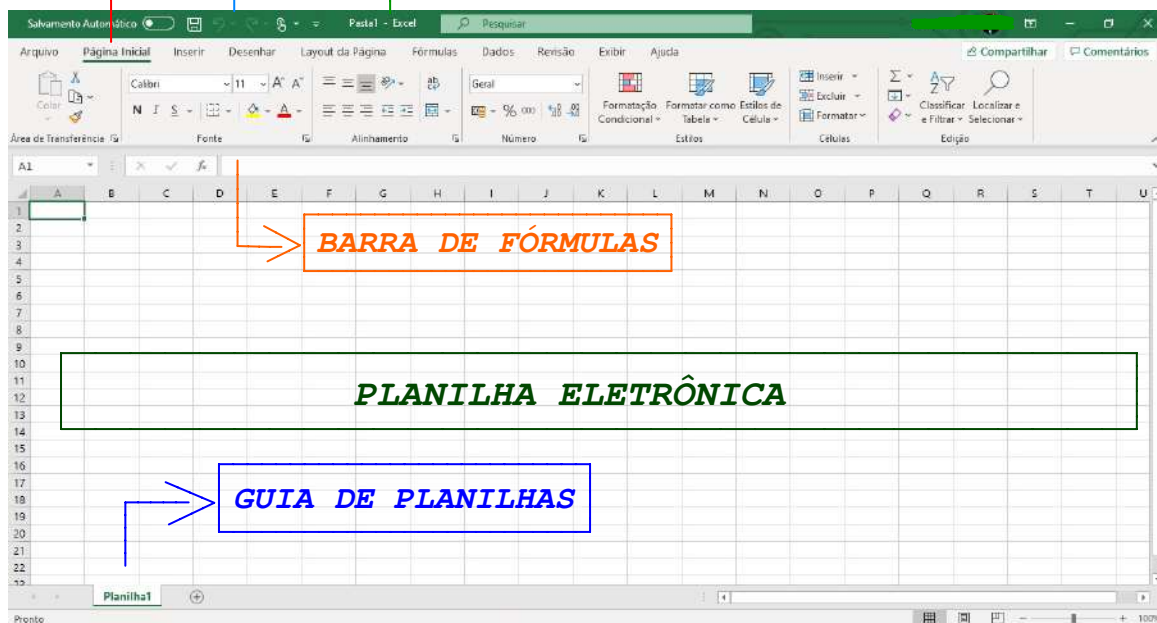 Salvamento Automático Pasta1 - Excel Pesquisar
Arquivo Página Inicial Inserir Desenhar Layout da Página Fórmulas Dados Revisão Exibir Ajuda Compartilhar Comentários
Colar Calibri 11 A^ A˅ ab Geral Formatação Condicional Formatar como Tabela Estilos de Célula Inserir Excluir Formatar Classificar e Filtrar Localizar e Selecionar
N I S A % 000
Área de Transferência Fonte Alinhamento Número Estilos Células Edição
A1 fx
A B C D E F G H I J K L M N O P Q R S T U
1
2
3
4
5
6
7
8
9
10
11
12
13
14
15
16
17
18
19
20
21
22
BARRA DE FÓRMULAS
PLANILHA ELETRÔNICA
GUIA DE PLANILHAS
Planilha1
Pronto 100%